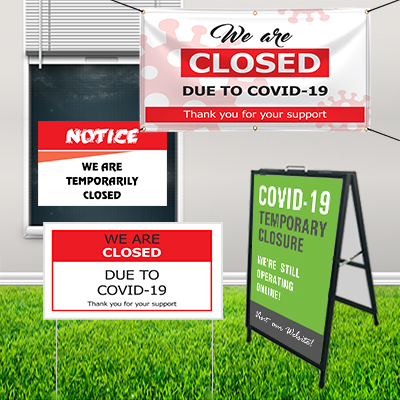 We are
CLOSED
DUE TO COVID-19
Thank you for your support
NOTICE
WE ARE
TEMPORARILY
CLOSED
WE ARE
CLOSED
DUE TO
COVID-19
Thank you for your support
COVID-19
TEMPORARY
CLOSURE
WE'RE STILL
OPERATING
ONLINE!
Visit our Website!